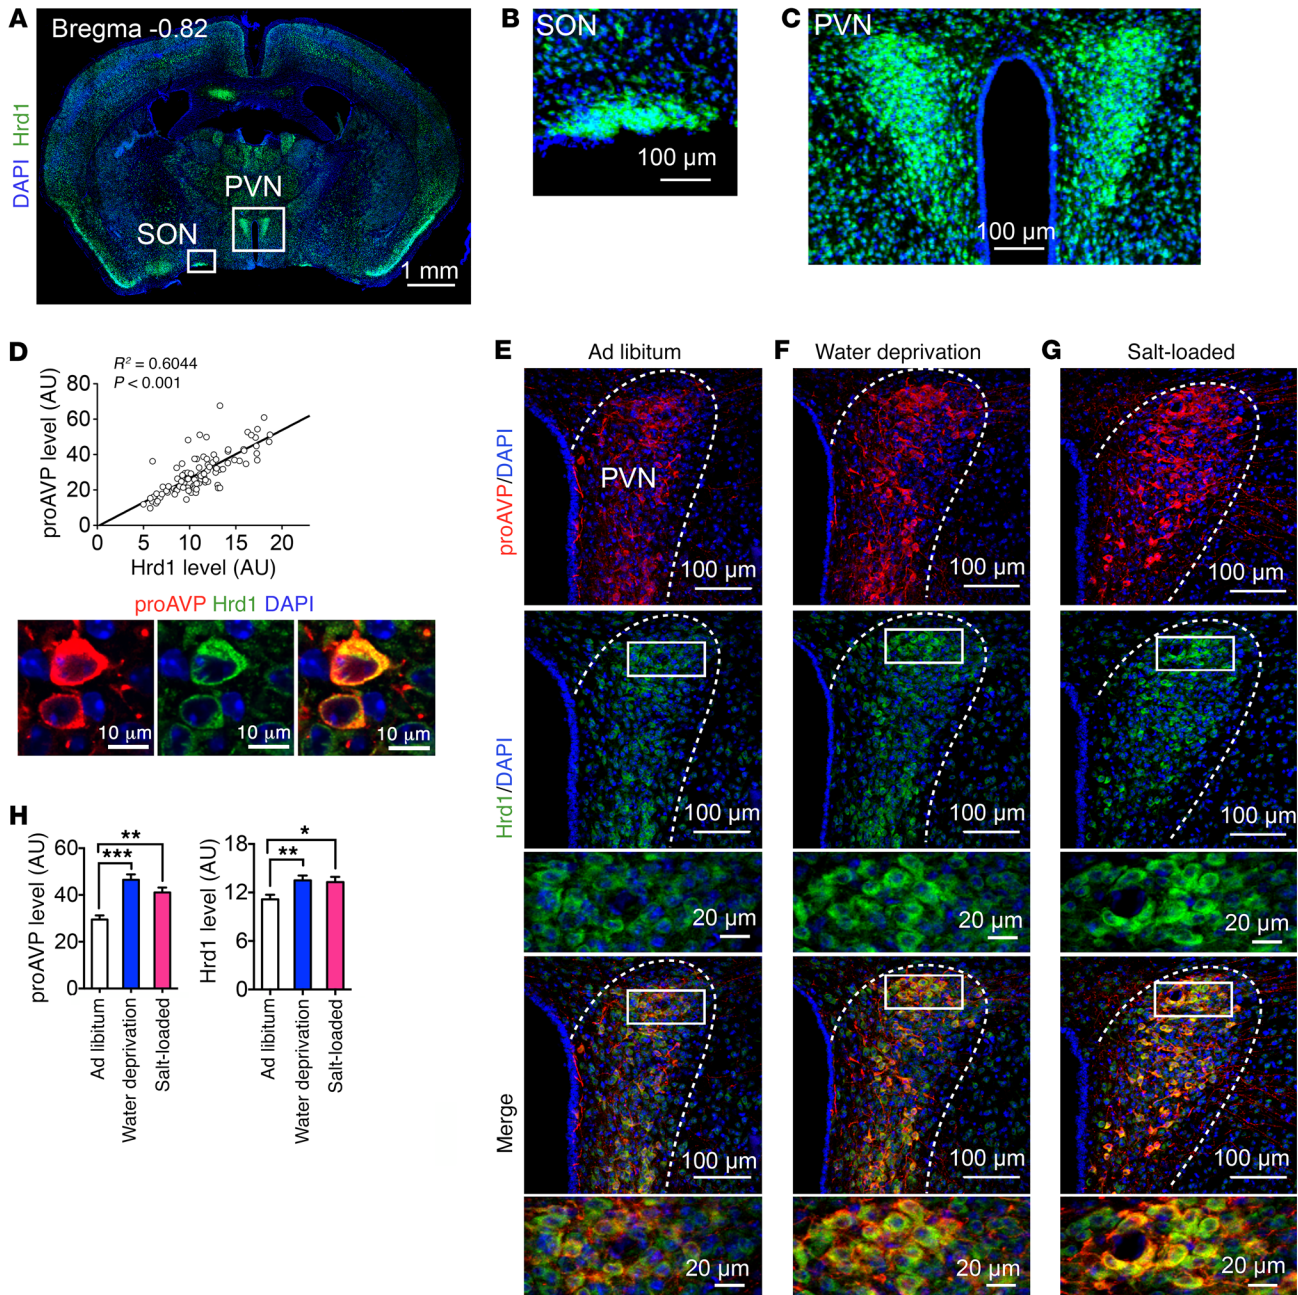 A
Bregma -0.82
DAPI Hrd1
PVN
SON
1 mm
B
SON
100 µm
C
PVN
100 µm
D
R² = 0.6044
P < 0.001
proAVP level (AU)
80
60
40
20
0
0 5 10 15 20
Hrd1 level (AU)
proAVP Hrd1 DAPI
10 µm
10 µm
10 µm
E
Ad libitum
F
Water deprivation
G
Salt-loaded
proAVP/DAPI
PVN
100 µm
100 µm
100 µm
Hrd1/DAPI
100 µm
100 µm
100 µm
20 µm
20 µm
20 µm
Merge
100 µm
100 µm
100 µm
20 µm
20 µm
20 µm
H
proAVP level (AU)
60
40
20
0
**
***
Ad libitum
Water deprivation
Salt-loaded
Hrd1 level (AU)
18
12
6
0
*
**
Ad libitum
Water deprivation
Salt-loaded